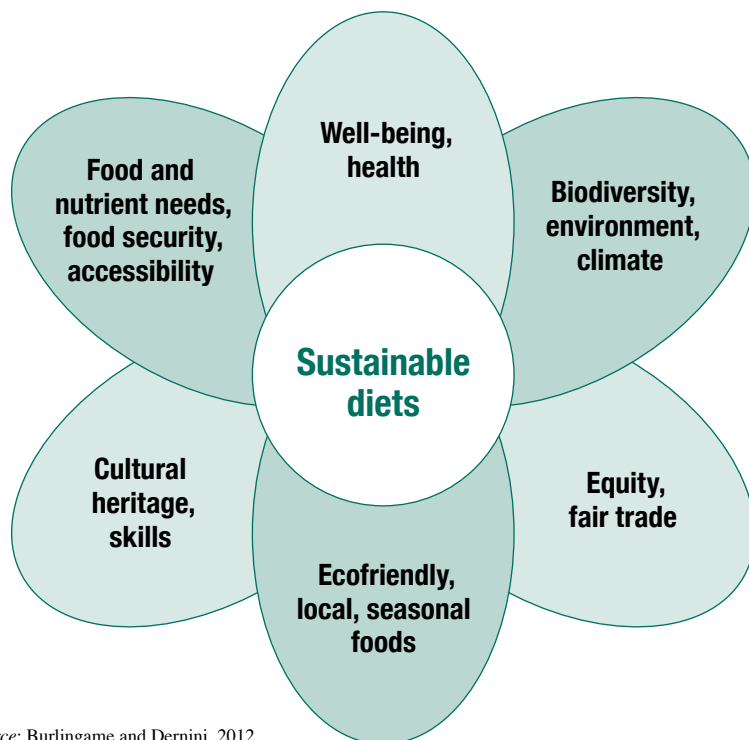 Well-being,
health
Food and
nutrient needs,
food security,
accessibility
Biodiversity,
environment,
climate
Sustainable
diets
Cultural
heritage,
skills
Equity,
fair trade
Ecofriendly,
local, seasonal
foods
Burlingame and Dernini, 2012